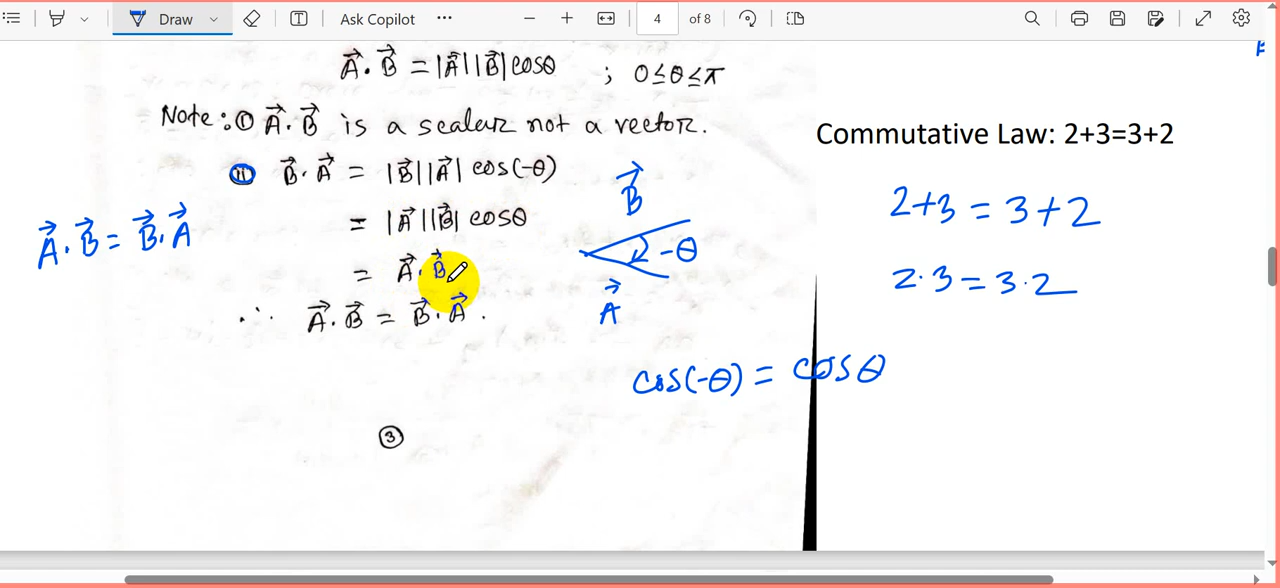 Draw
Ask Copilot
4 of 8
A⃗ . B⃗ = |A⃗||B⃗| cosθ ; 0≤θ≤π
Note: ① A⃗ . B⃗ is a scalar not a vector.
ⓘⓘ B⃗ . A⃗ = |B⃗||A⃗| cos(-θ)
= |A⃗||B⃗| cosθ
= A⃗ . B⃗
∴ A⃗ . B⃗ = B⃗ . A⃗ .
③
A⃗ . B⃗ = B⃗ . A⃗
B⃗
-θ
A⃗
cos(-θ) = cosθ
Commutative Law: 2+3=3+2
2+3 = 3+2
2·3 = 3·2